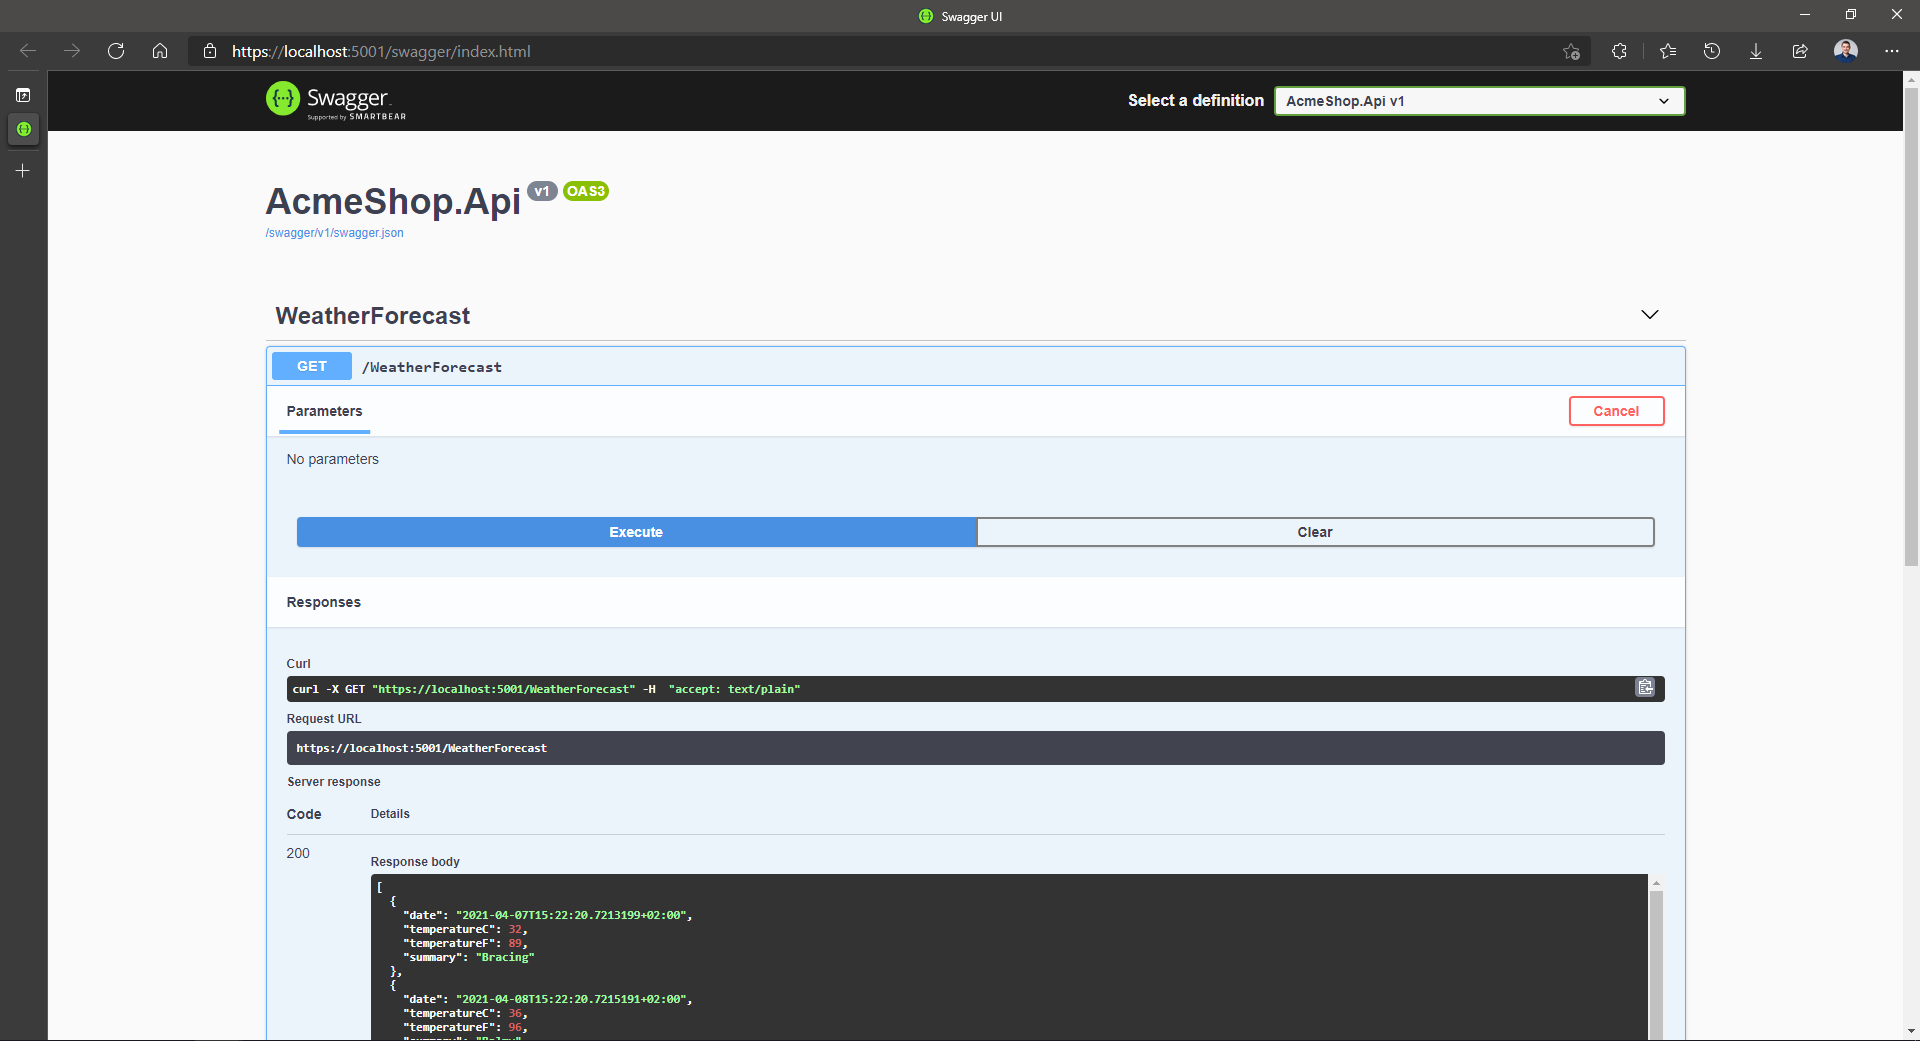 Swagger UI
https://localhost:5001/swagger/index.html
Swagger
Supported by SMARTBEAR
Select a definition
AcmeShop.Api v1
AcmeShop.Api v1 OAS3
/swagger/v1/swagger.json
WeatherForecast
GET /WeatherForecast
Parameters
Cancel
No parameters
Execute
Clear
Responses
Curl
curl -X GET "https://localhost:5001/WeatherForecast" -H  "accept: text/plain"
Request URL
https://localhost:5001/WeatherForecast
Server response
Code Details
200
Response body
[
{
"date": "2021-04-07T15:22:20.7213199+02:00",
"temperatureC": 32,
"temperatureF": 89,
"summary": "Bracing"
},
{
"date": "2021-04-08T15:22:20.7215191+02:00",
"temperatureC": 36,
"temperatureF": 96,
"summary": "Balmy"